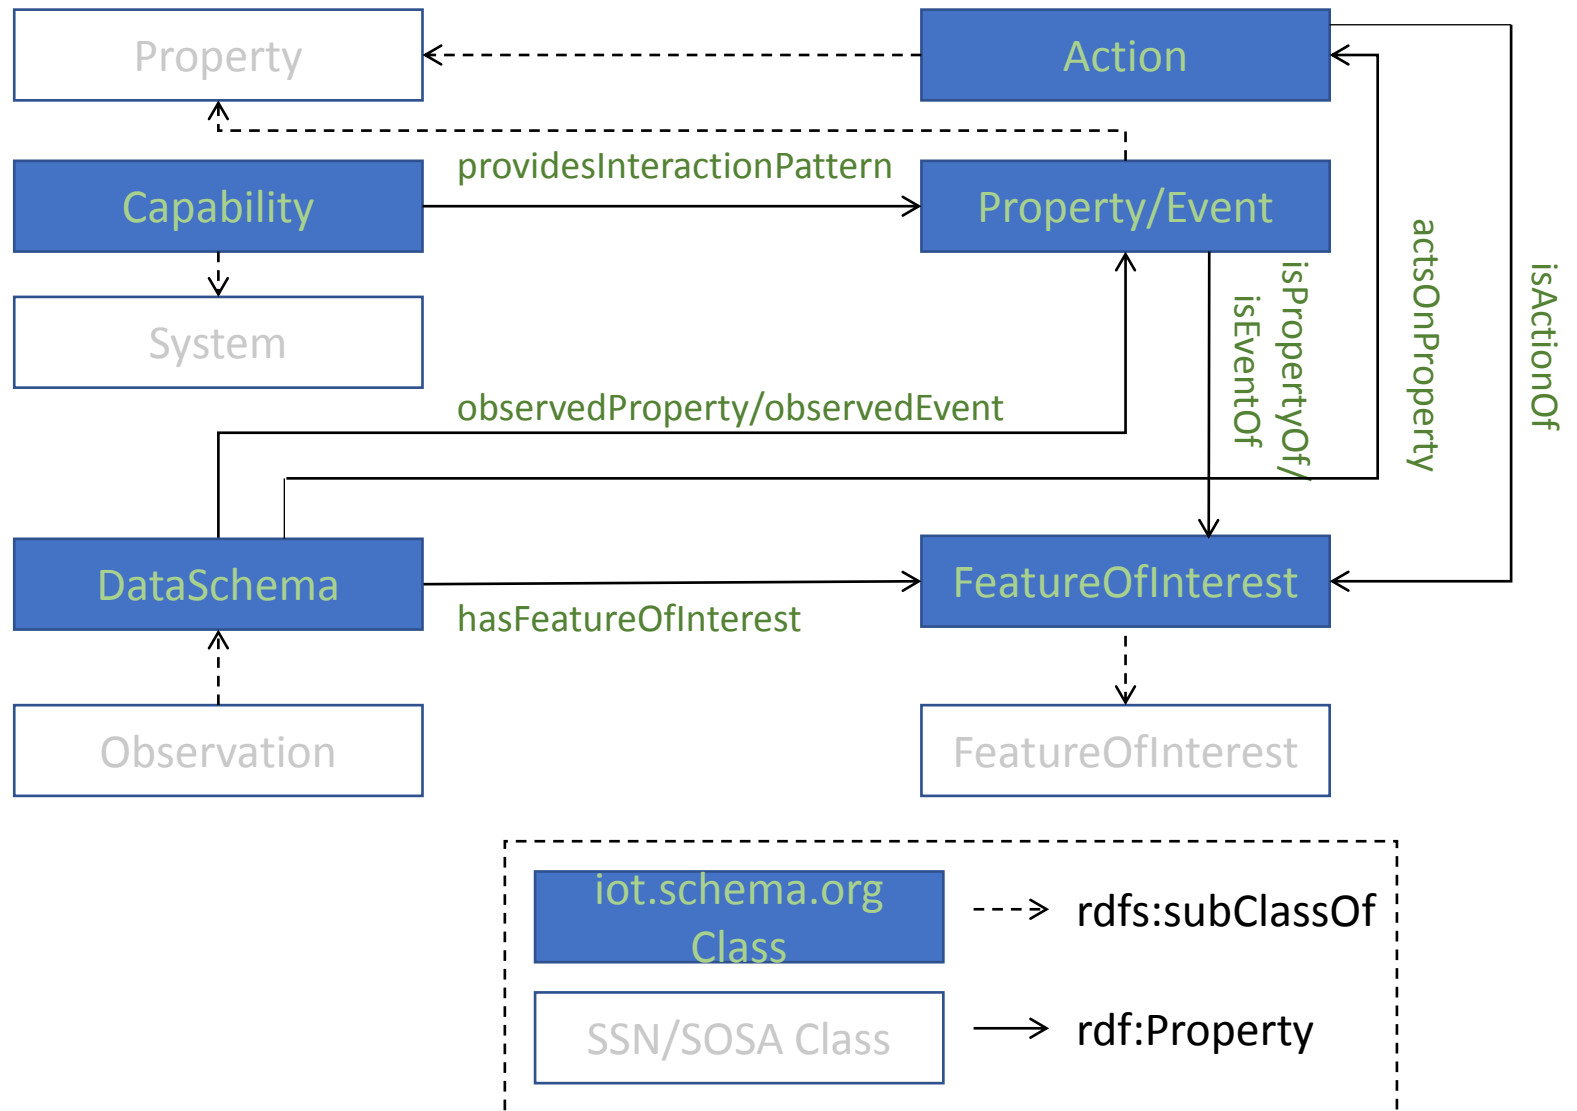 Property
Action
providesInteractionPattern
Capability
Property/Event
System
isPropertyOf/
isEventOf
actsOnProperty
isActionOf
observedProperty/observedEvent
DataSchema
FeatureOfInterest
hasFeatureOfInterest
Observation
FeatureOfInterest
iot.schema.org
Class
rdfs:subClassOf
SSN/SOSA Class
rdf:Property